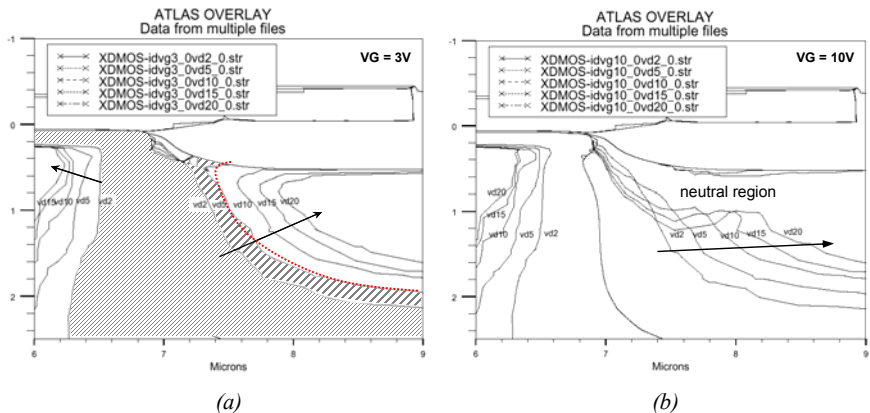 ATLAS OVERLAY
Data from multiple files
VG = 3V
XDMOS-idvg3_0vd2_0.str
XDMOS-idvg3_0vd5_0.str
XDMOS-idvg3_0vd10_0.str
XDMOS-idvg3_0vd15_0.str
XDMOS-idvg3_0vd20_0.str
-1
0
1
2
vd15
vd10
vd5
vd2
vd2
vd5
vd10
vd15
vd20
6
7
8
9
Microns
(a)
ATLAS OVERLAY
Data from multiple files
VG = 10V
XDMOS-idvg10_0vd2_0.str
XDMOS-idvg10_0vd5_0.str
XDMOS-idvg10_0vd10_0.str
XDMOS-idvg10_0vd15_0.str
XDMOS-idvg10_0vd20_0.str
-1
0
1
2
neutral region
vd20
vd15
vd10
vd5
vd2
vd2
vd5
vd10
vd15
vd20
6
7
8
9
Microns
(b)